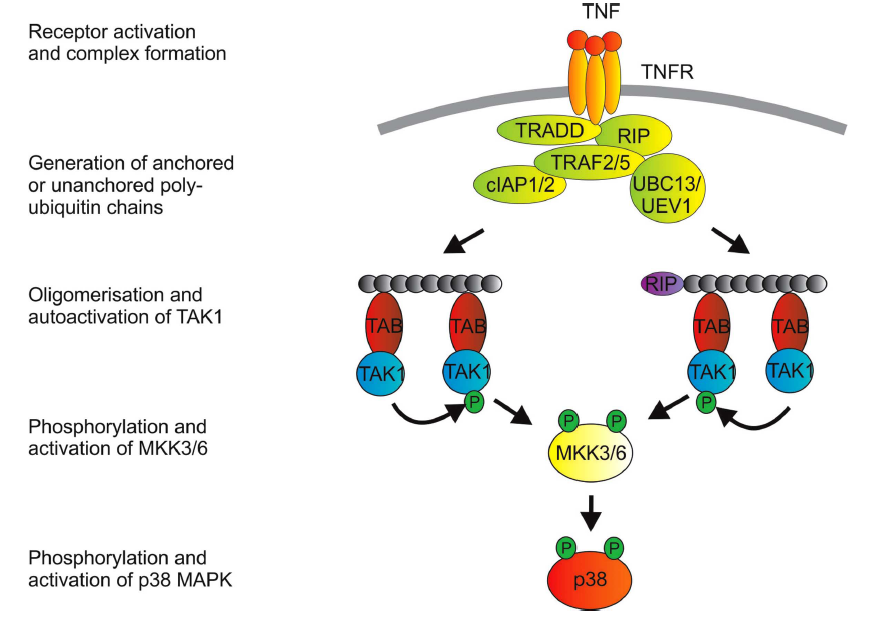 Receptor activation
and complex formation
TNF
TNFR
TRADD
RIP
TRAF2/5
cIAP1/2
UBC13/
UEV1
Generation of anchored
or unanchored poly-
ubiquitin chains
Oligomerisation and
autoactivation of TAK1
RIP
TAB
TAB
TAB
TAB
TAK1
TAK1
TAK1
TAK1
P
P
Phosphorylation and
activation of MKK3/6
P
P
MKK3/6
Phosphorylation and
activation of p38 MAPK
P
P
p38